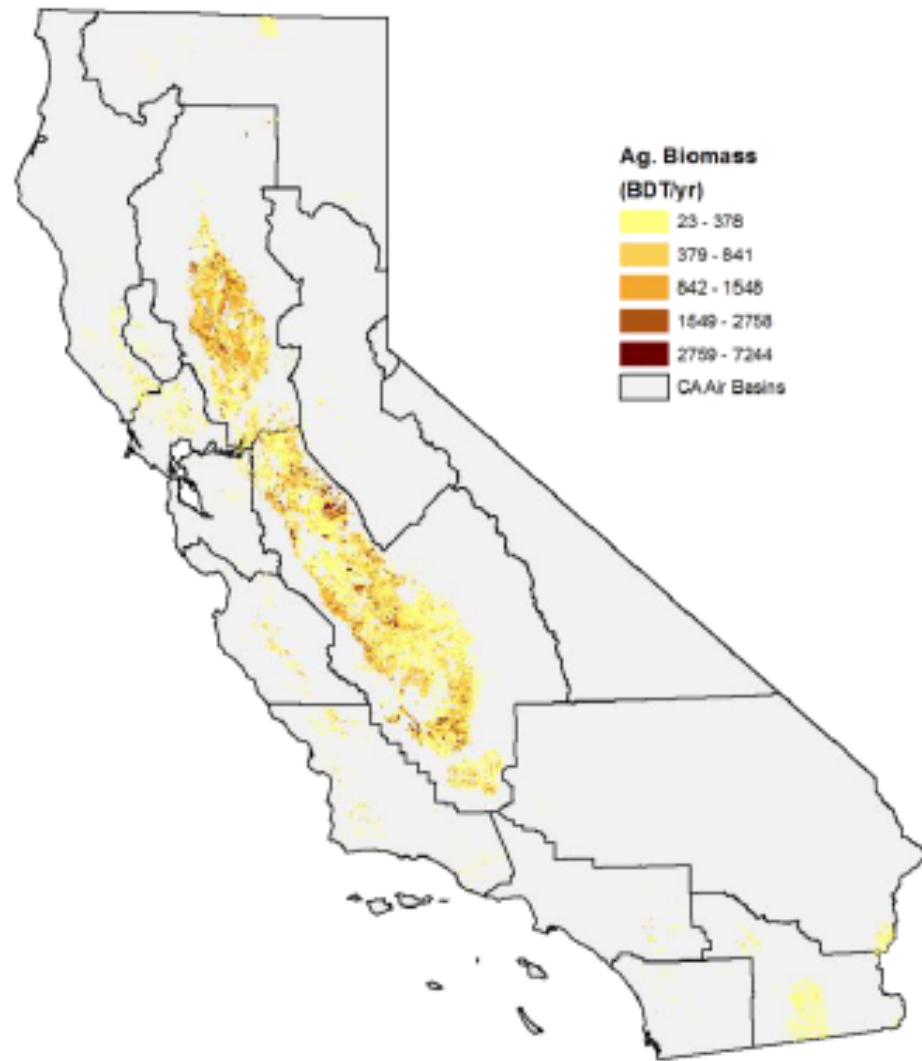 Ag. Biomass
(BDT/yr)
23 - 378
379 - 841
842 - 1548
1549 - 2758
2759 - 7244
CA Air Basins